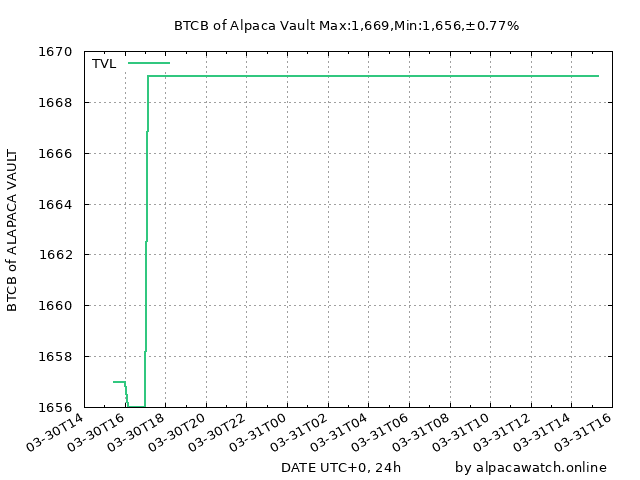 BTCB of Alpaca Vault Max:1,669,Min:1,656,±0.77%
TVL
1670
1668
1666
1664
1662
1660
1658
1656
BTCB of ALAPACA VAULT
03-30T14
03-30T16
03-30T18
03-30T20
03-30T22
03-31T00
03-31T02
03-31T04
03-31T06
03-31T08
03-31T10
03-31T12
03-31T14
03-31T16
DATE UTC+0, 24h
by alpacawatch.online